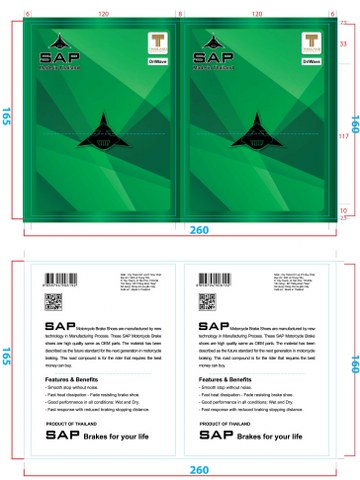 6 120 6 120 6
SAP
THAILAND
DriWave
SAP
THAILAND
DriWave
33
165
117
160
10
260
SAP Motorcycle Brake Shoes are manufactured by new
technology in Manufacturing Process. These SAP Motorcycle Brake
shoes are high quality same as OEM parts. The material has been
described as the future standard for the next generation in motorcycle
braking. This road compound is for the rider that requires the best
money can buy.
Features & Benefits
- Smooth stop without noise.
- Fast heat dissipation - Fade resisting brake shoe.
- Good performance in all conditions; Wet and Dry.
- Fast response with reduced braking stopping distance.
PRODUCT OF THAILAND
SAP Brakes for your life
SAP Motorcycle Brake Shoes are manufactured by new
technology in Manufacturing Process. These SAP Motorcycle Brake
shoes are high quality same as OEM parts. The material has been
described as the future standard for the next generation in motorcycle
braking. This road compound is for the rider that requires the best
money can buy.
Features & Benefits
- Smooth stop without noise.
- Fast heat dissipation - Fade resisting brake shoe.
- Good performance in all conditions; Wet and Dry.
- Fast response with reduced braking stopping distance.
PRODUCT OF THAILAND
SAP Brakes for your life
165
160
260